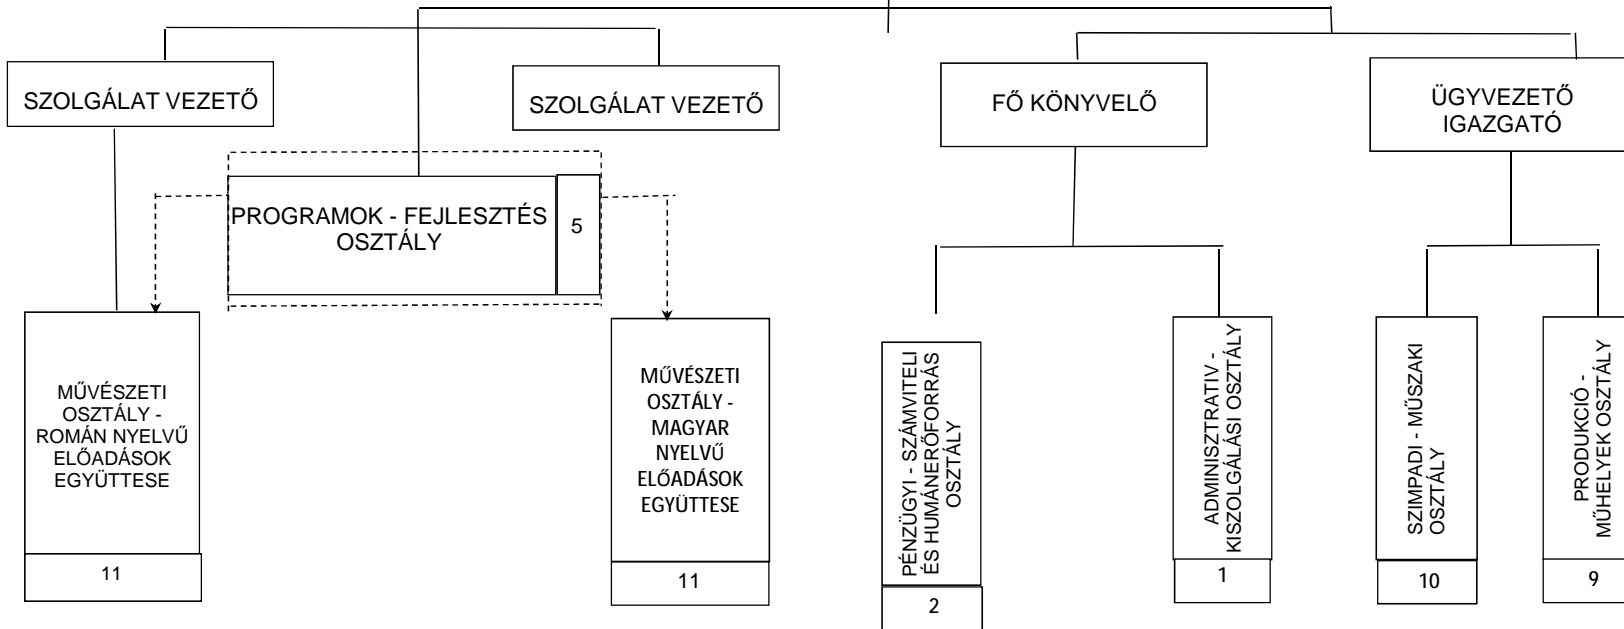 SZOLGÁLAT VEZETŐ
SZOLGÁLAT VEZETŐ
FŐ KÖNYVELŐ
ÜGYVEZETŐ
IGAZGATÓ
PROGRAMOK - FEJLESZTÉS
OSZTÁLY
5
MŰVÉSZETI
OSZTÁLY -
ROMÁN NYELVŰ
ELŐADÁSOK
EGYÜTTESE
11
MŰVÉSZETI
OSZTÁLY -
MAGYAR
NYELVŰ
ELŐADÁSOK
EGYÜTTESE
11
PÉNZÜGYI - SZÁMVITELI
ÉS HUMÁNERŐFORRÁS
OSZTÁLY
2
ADMINISZTRATIV -
KISZOLGÁLÁSI OSZTÁLY
1
SZIMPADI - MŰSZAKI
OSZTÁLY
10
PRODUKCIÓ -
MŰHELYEK OSZTÁLY
9